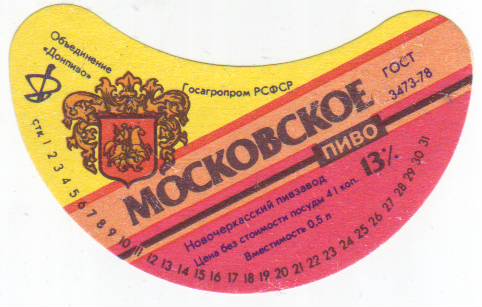 Объединение
«Донпиво»
Госагропром РСФСР
МОСКОВСКОЕ
ПИВО
13%
ГОСТ
3473-78
Новочеркасский пивзавод
Цена без стоимости посуды 41 коп.
Вместимость 0,5 л
СТК 1 2 3 4 5 6 7 8 9 10 11 12 13 14 15 16 17 18 19 20 21 22 23 24 25 26 27 28 29 30 31